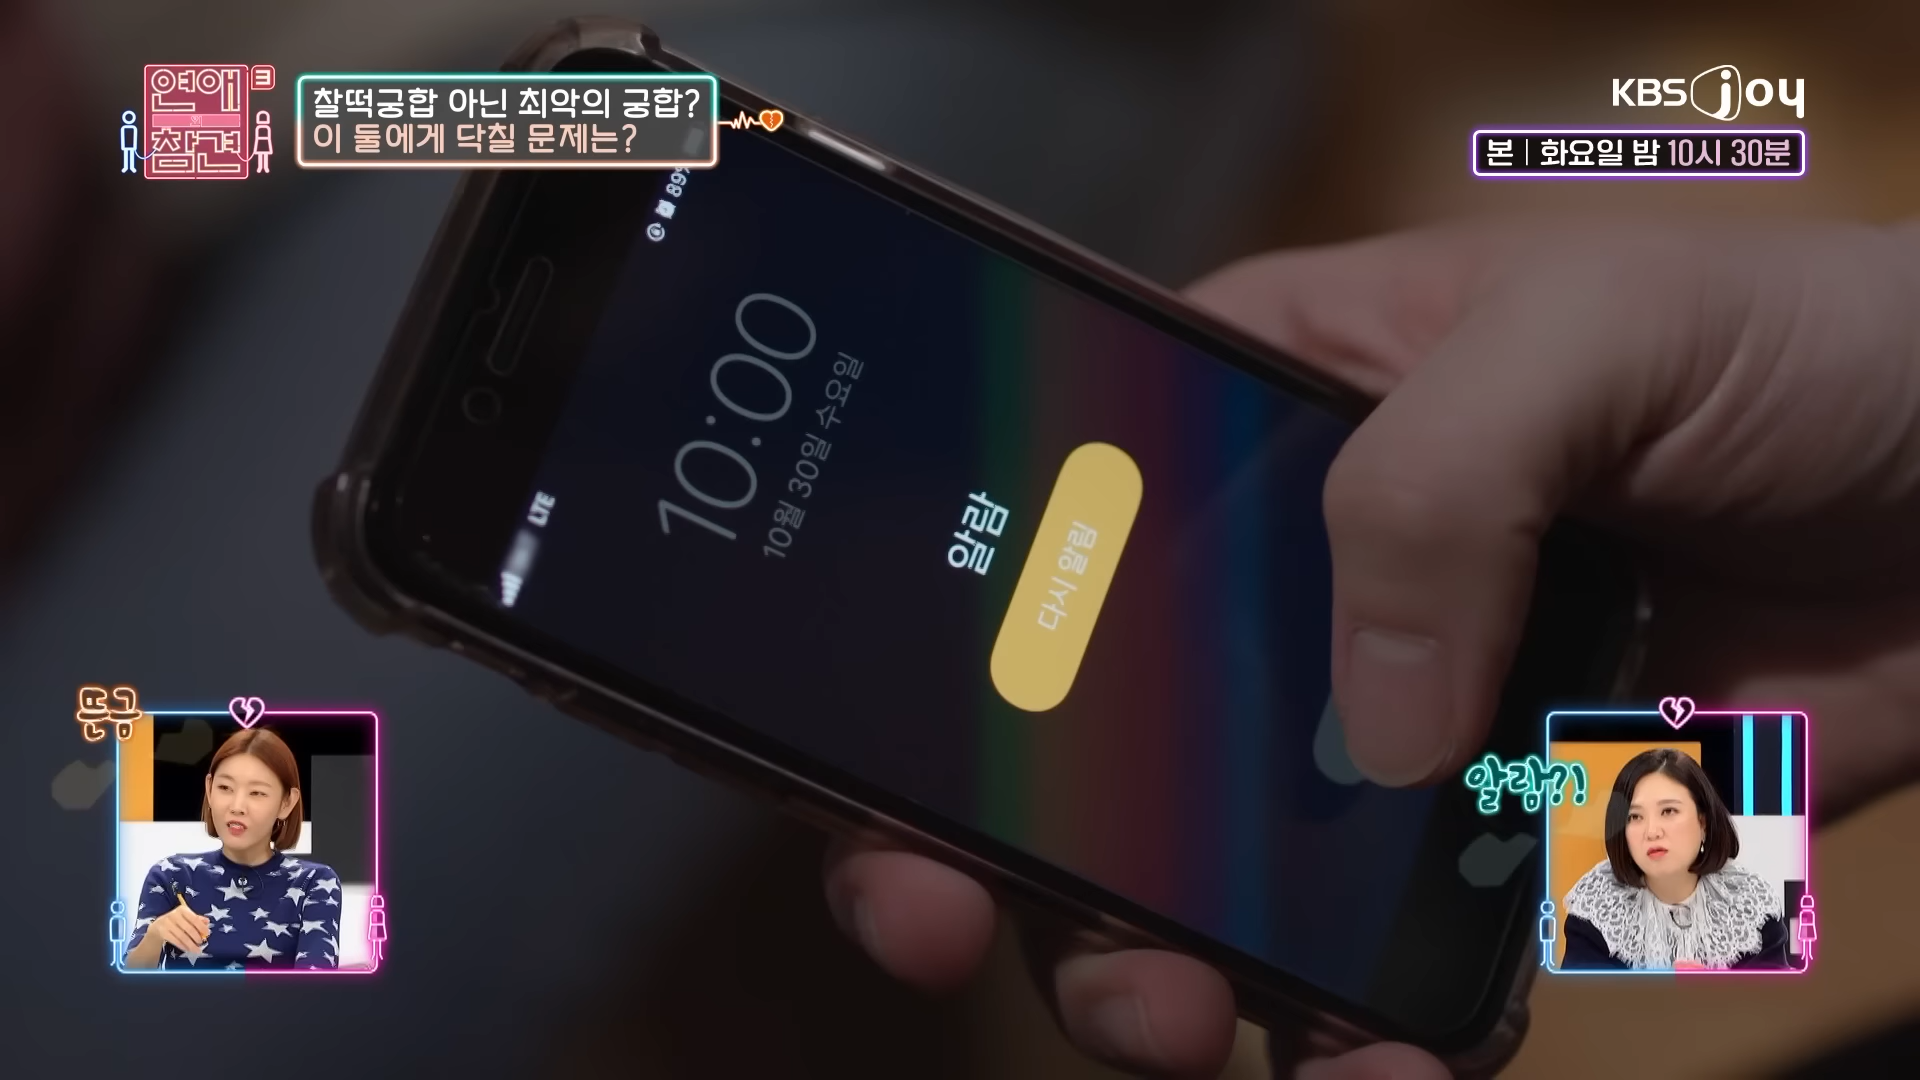 연애의 참견 3
찰떡궁합 아닌 최악의 궁합?
이 둘에게 닥칠 문제는?
KBS joy
본 | 화요일 밤 10시 30분
LTE
89%
10:00
10월 30일 수요일
알람
다시 알림
뜬금
알람?!